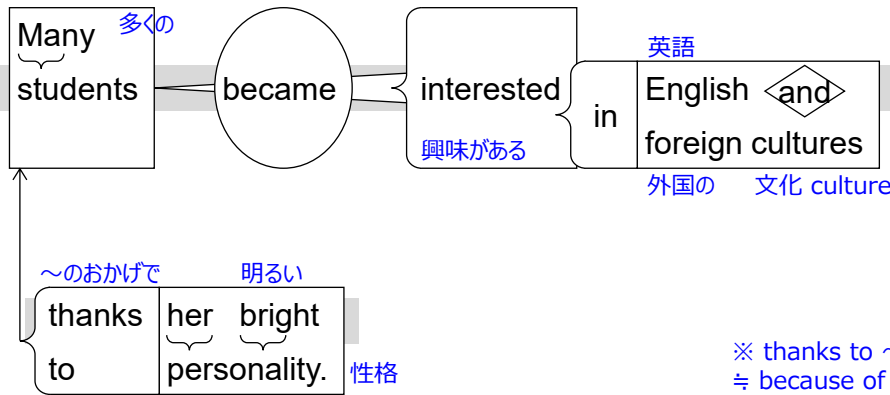 Many 多くの
students became interested in English and
foreign cultures
英語
興味がある
外国の 文化 culture
～のおかげで 明るい
thanks her bright
to personality. 性格
※ thanks to ～
≒ because of